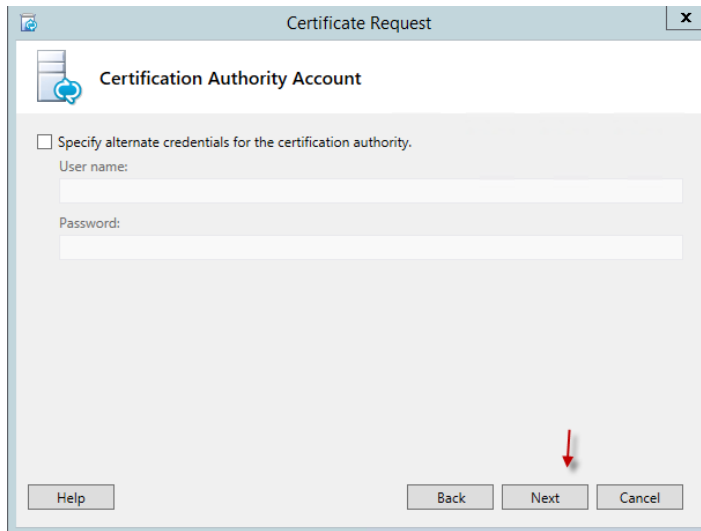 Certificate Request
x
Certification Authority Account
Specify alternate credentials for the certification authority.
User name:
Password:
Help
Back
Next
Cancel